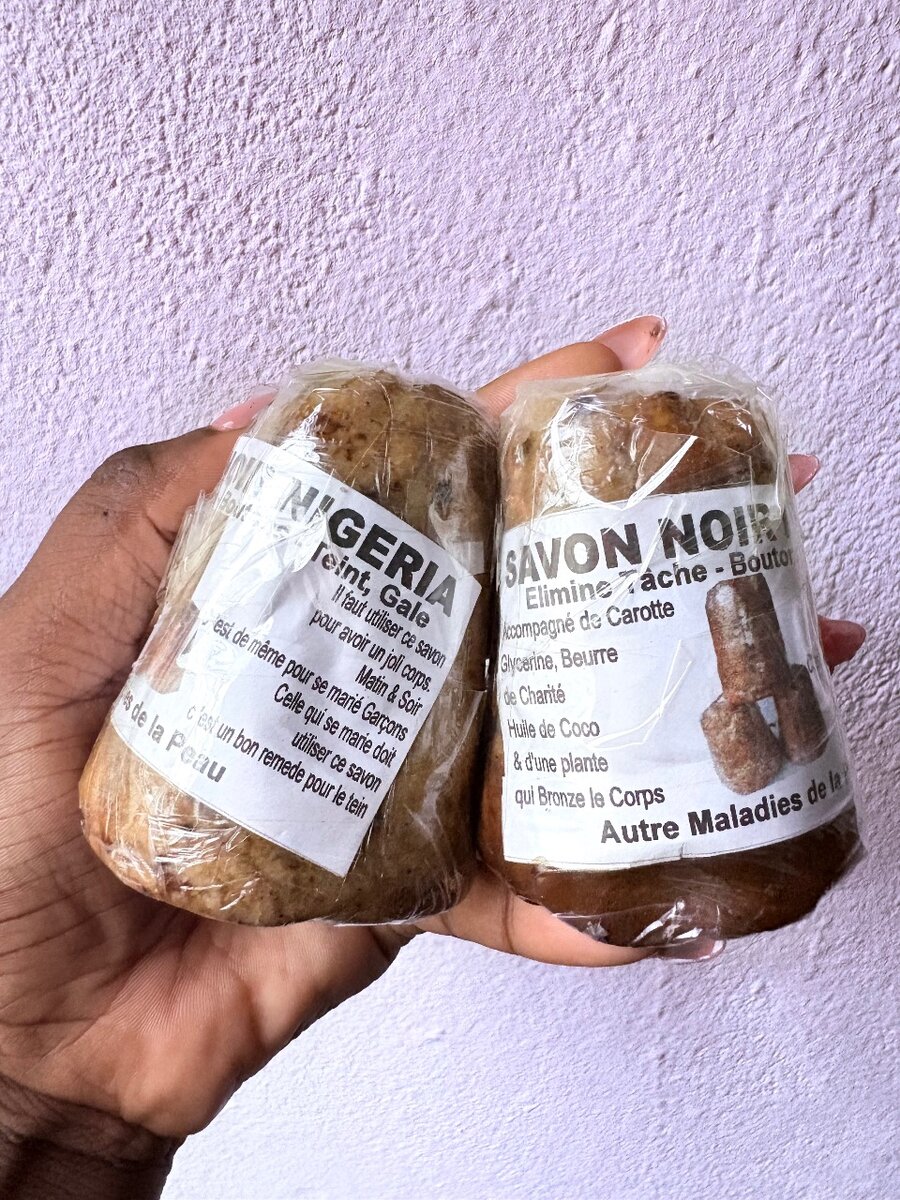 NIGERIA
Teint, Gale
Il faut utiliser ce savon
pour avoir un joli corps.
Matin & Soir
est de même pour se marié Garçons
Celle qui se marie doit
utiliser ce savon
c'est un bon remede pour le tein
de la Peau
SAVON NOIR
Elimine Tache - Bouton
Accompagné de Carotte
Glycerine, Beurre
de Charité
Huile de Coco
& d'une plante
qui Bronze le Corps
Autre Maladies de la